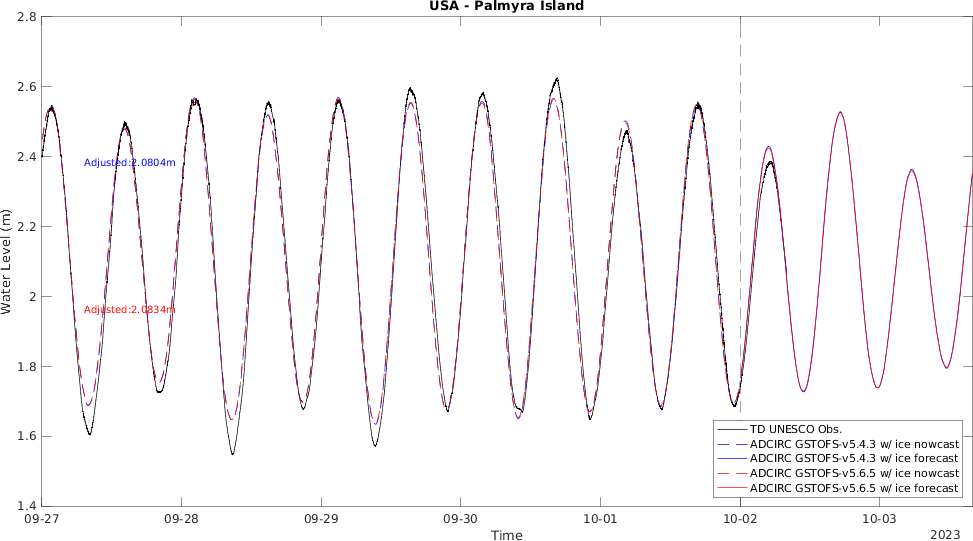 USA - Palmyra Island
2.8
2.6
2.4
2.2
2
1.8
1.6
1.4
Water Level (m)
Adjusted:2.0804m
Adjusted:2.0834m
TD UNESCO Obs.
ADCIRC GSTOFS-v5.4.3 w/ ice nowcast
ADCIRC GSTOFS-v5.4.3 w/ ice forecast
ADCIRC GSTOFS-v5.6.5 w/ ice nowcast
ADCIRC GSTOFS-v5.6.5 w/ ice forecast
09-27 09-28 09-29 09-30 10-01 10-02 10-03
Time
2023